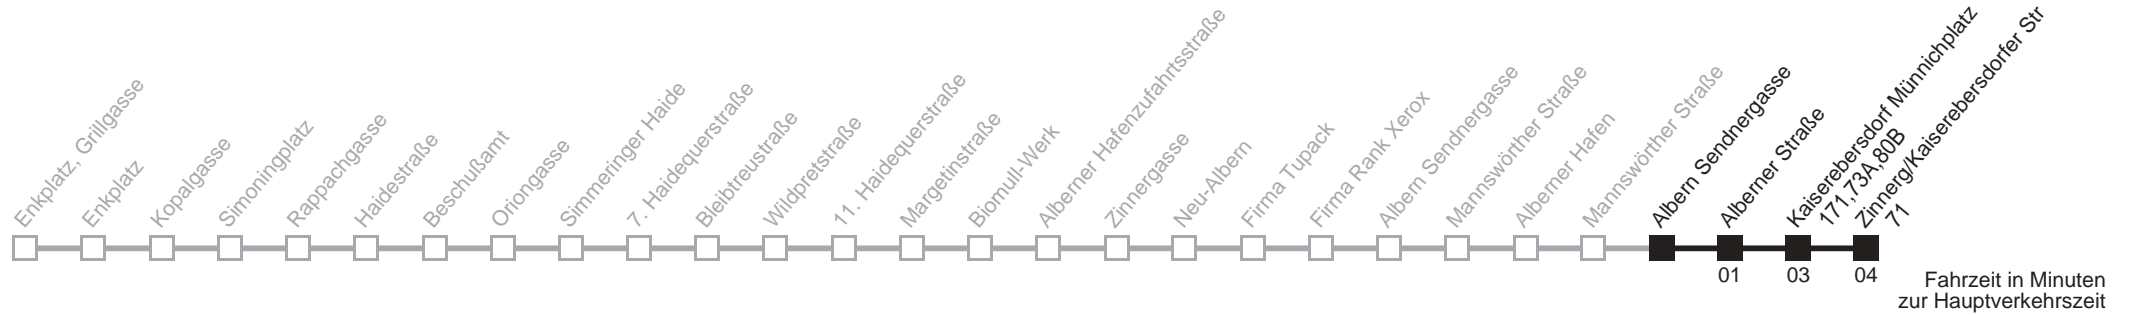 Enkplatz, Grillgasse
Enkplatz
Kopalgasse
Simoningplatz
Rappachgasse
Haidestraße
Beschußamt
Oriongasse
Simmeringer Haide
7. Haidequerstraße
Bleibtreustraße
Wildpretstraße
11. Haidequerstraße
Margetinstraße
Biomull-Werk
Alberner Hafenzufahrtsstraße
Zinnergasse
Neu-Albern
Firma Tupack
Firma Rank Xerox
Albern Sendnergasse
Mannswörther Straße
Alberner Hafen
Mannswörther Straße
Albern Sendnergasse
Alberner Straße
Kaiserebersdorf Münnichplatz
171,73A,80B
Zinnerg/Kaiserebersdorfer Str
71
01
03
04
Fahrzeit in Minuten
zur Hauptverkehrszeit